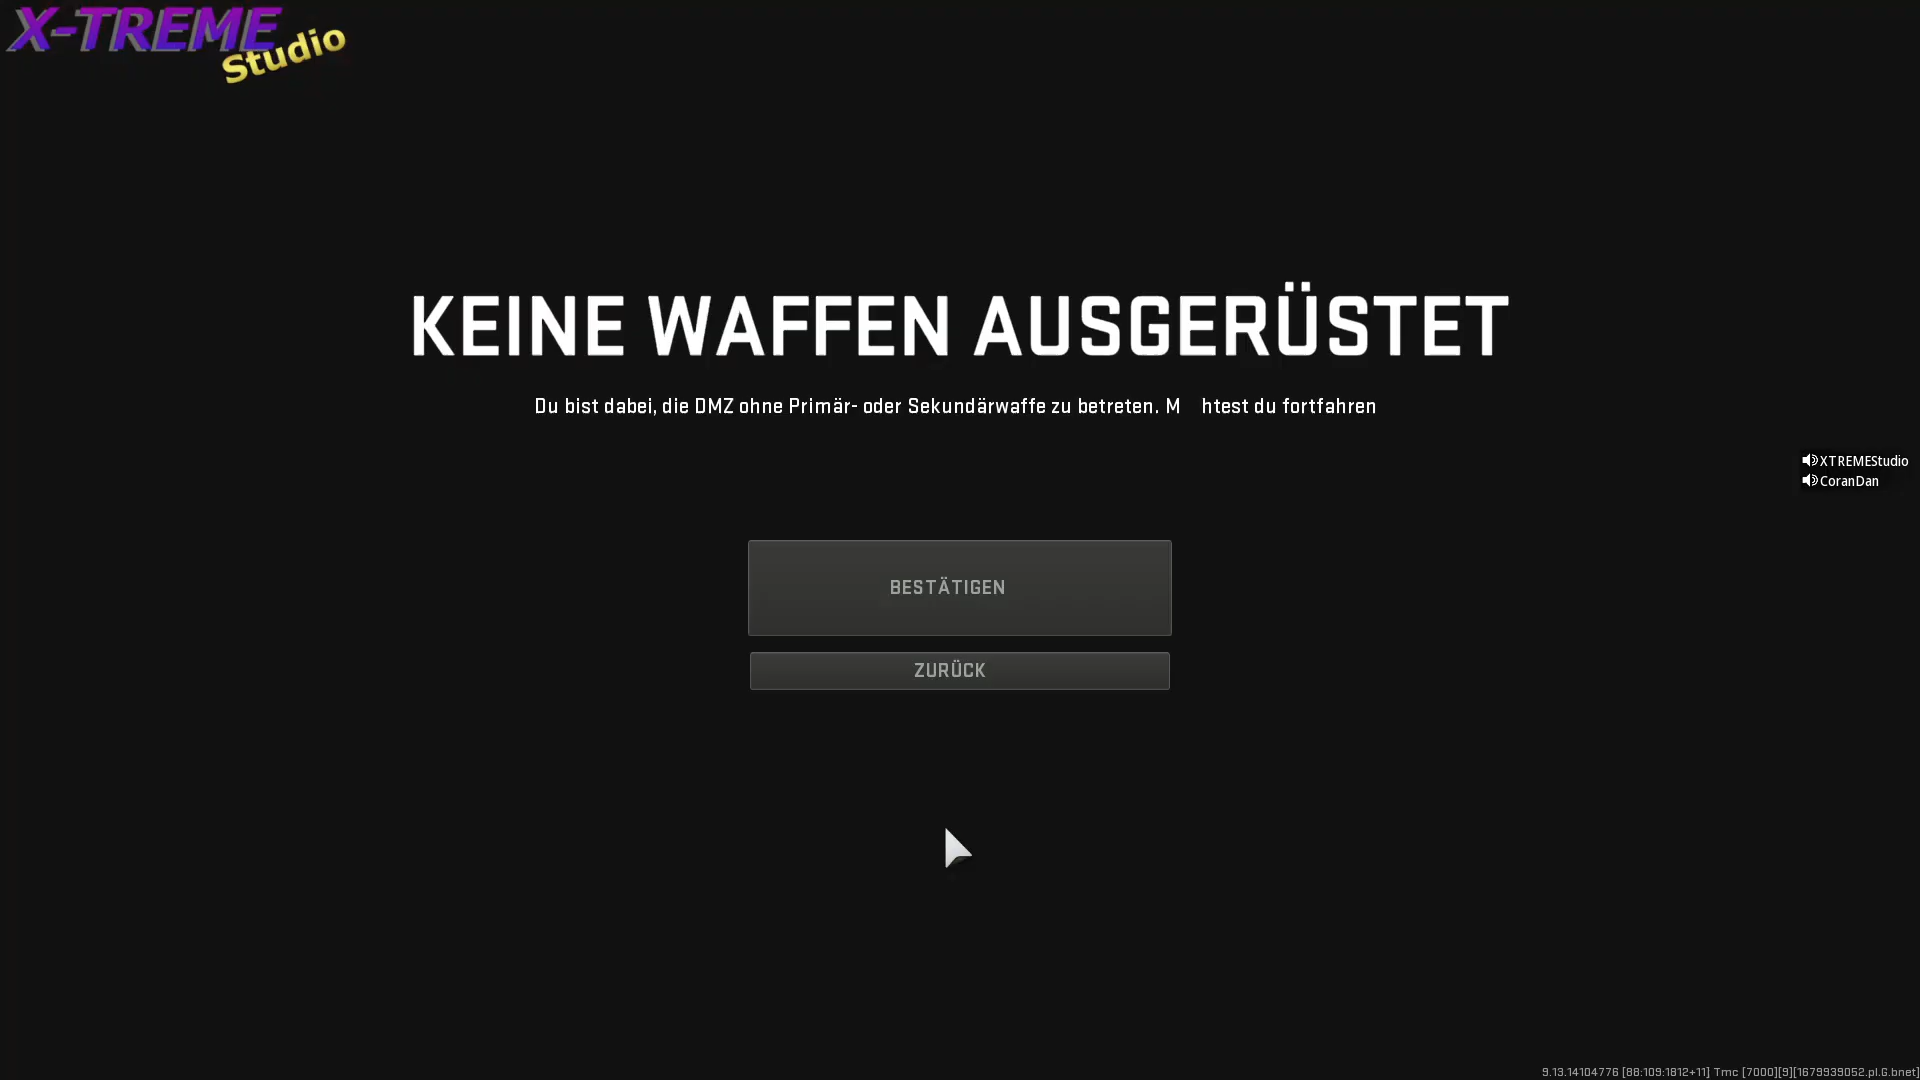 X-TREME
Studio
KEINE WAFFEN AUSGERÜSTET
Du bist dabei, die DMZ ohne Primär- oder Sekundärwaffe zu betreten. M htest du fortfahren
XTREMEStudio
CoranDan
BESTÄTIGEN
ZURÜCK
9.13.14104776 [88:109:1812+11] Tmc [7000][9][1679939052.pl.G.bnet]